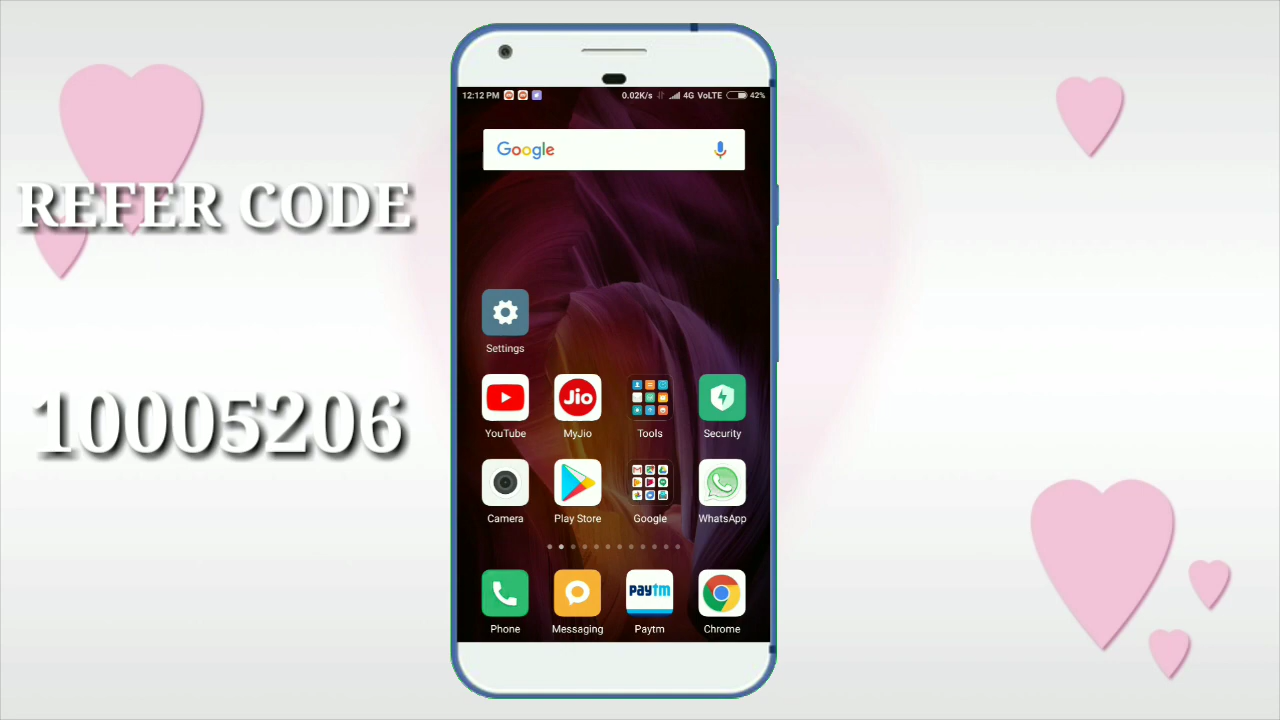 REFER CODE
10005206
12:12 PM 0.02K/s 4G VoLTE 42%
Google
Settings
YouTube
Jio
MyJio
Tools
Security
Camera
Play Store
Google
WhatsApp
Phone
Messaging
paytm
Paytm
Chrome